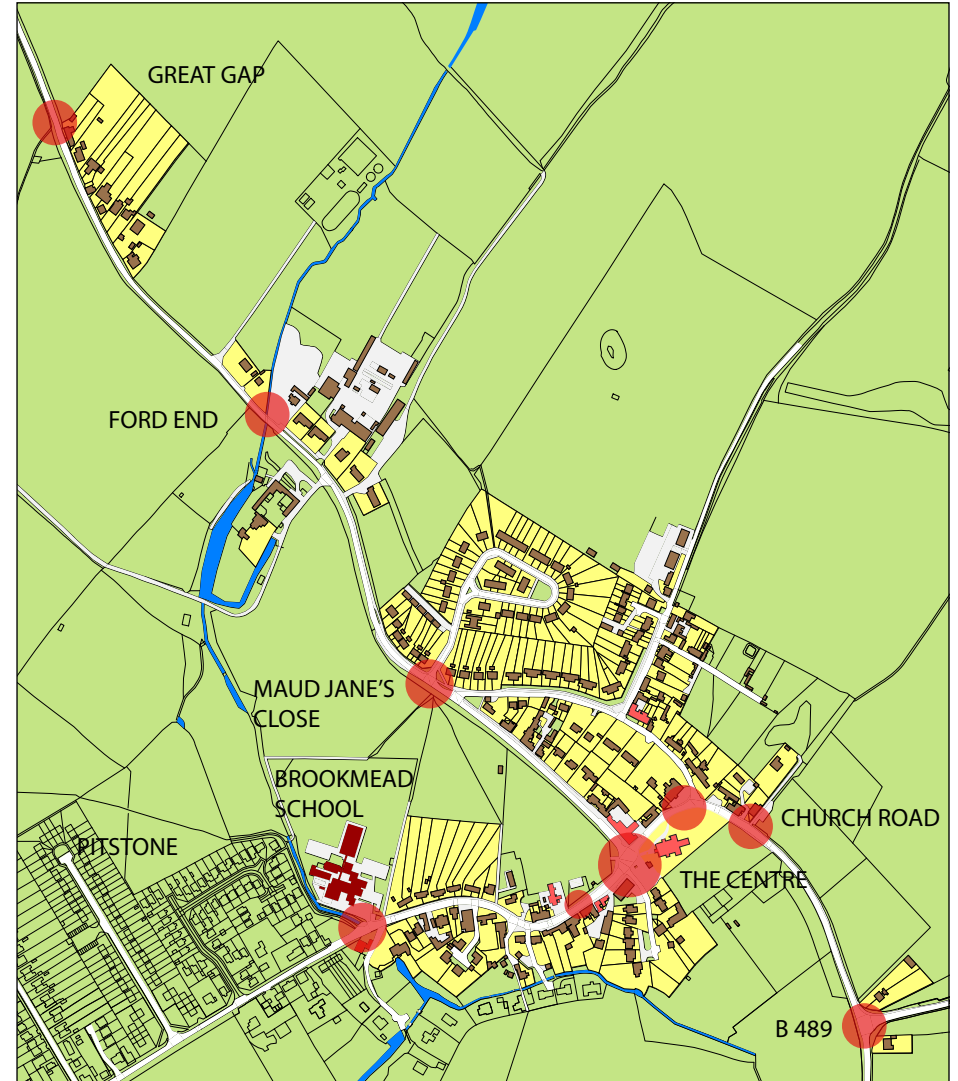 GREAT GAP
FORD END
MAUD JANE'S
CLOSE
BROOKMEAD
SCHOOL
PITSTONE
CHURCH ROAD
THE CENTRE
B 489